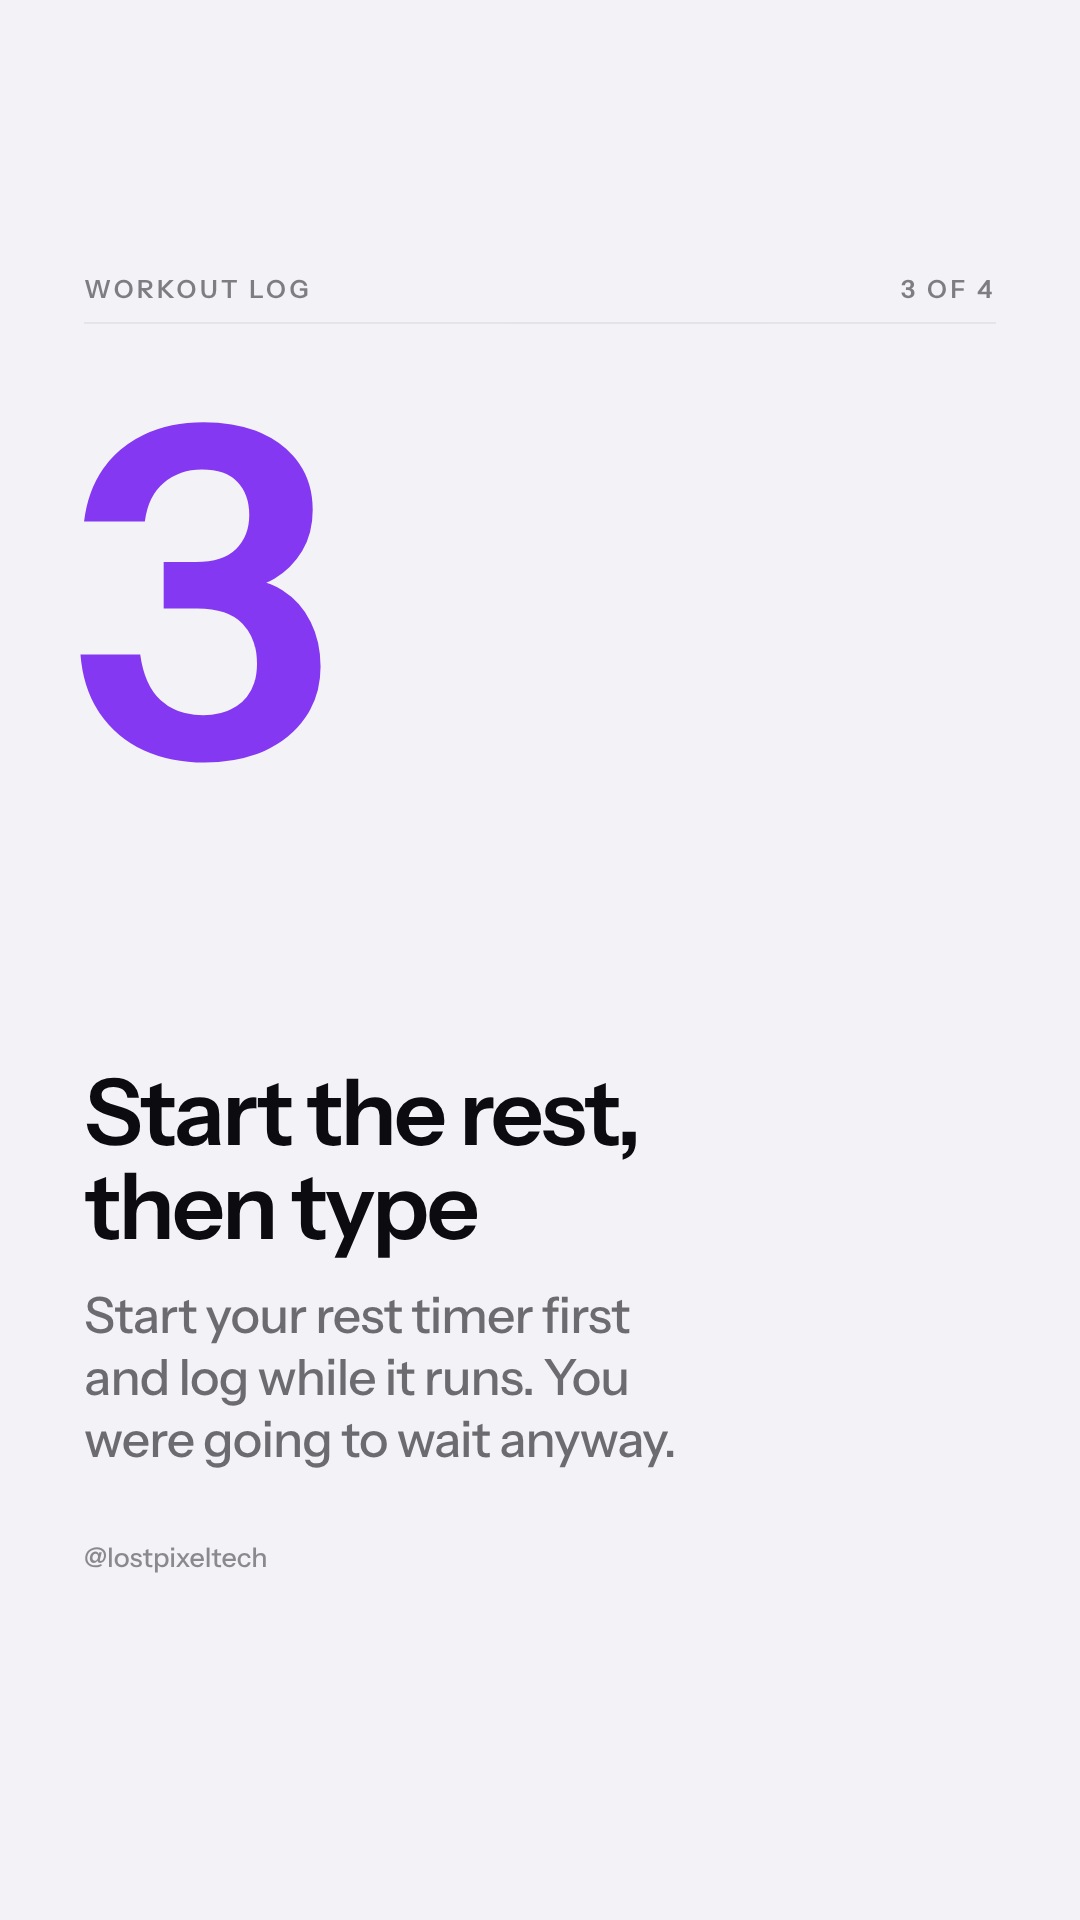 WORKOUT LOG
3 OF 4
3
Start the rest,
then type
Start your rest timer first
and log while it runs. You
were going to wait anyway.
@lostpixeltech